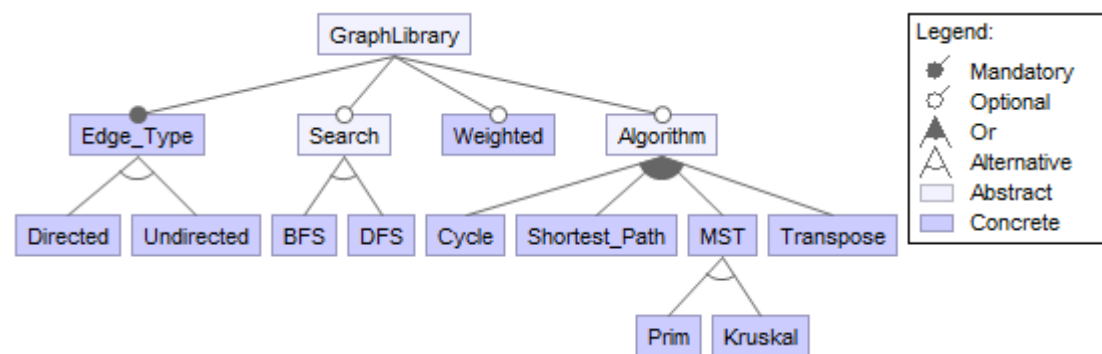 GraphLibrary
Legend:
Mandatory
Optional
Or
Alternative
Abstract
Concrete
Edge_Type Search Weighted Algorithm
Directed Undirected BFS DFS Cycle Shortest_Path MST Transpose
Prim Kruskal